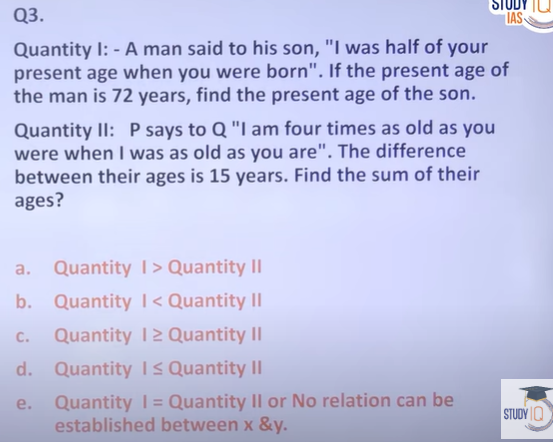 Q3.
STUDY IQ
IAS
Quantity I: - A man said to his son, "I was half of your
present age when you were born". If the present age of
the man is 72 years, find the present age of the son.
Quantity II: P says to Q "I am four times as old as you
were when I was as old as you are". The difference
between their ages is 15 years. Find the sum of their
ages?
a. Quantity I > Quantity II
b. Quantity I < Quantity II
c. Quantity I ≥ Quantity II
d. Quantity I ≤ Quantity II
e. Quantity I = Quantity II or No relation can be
established between x &y.
STUDY IQ